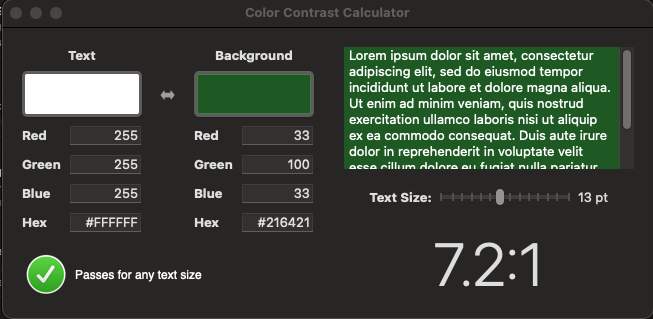 Color Contrast Calculator
Text
Background
Red 255
Red 33
Green 255
Green 100
Blue 255
Blue 33
Hex #FFFFFF
Hex #216421
Passes for any text size
Lorem ipsum dolor sit amet, consectetur
adipiscing elit, sed do eiusmod tempor
incididunt ut labore et dolore magna aliqua.
Ut enim ad minim veniam, quis nostrud
exercitation ullamco laboris nisi ut aliquip
ex ea commodo consequat. Duis aute irure
dolor in reprehenderit in voluptate velit
esse cillum dolore eu fugiat nulla pariatur.
Text Size: 13 pt
7.2:1